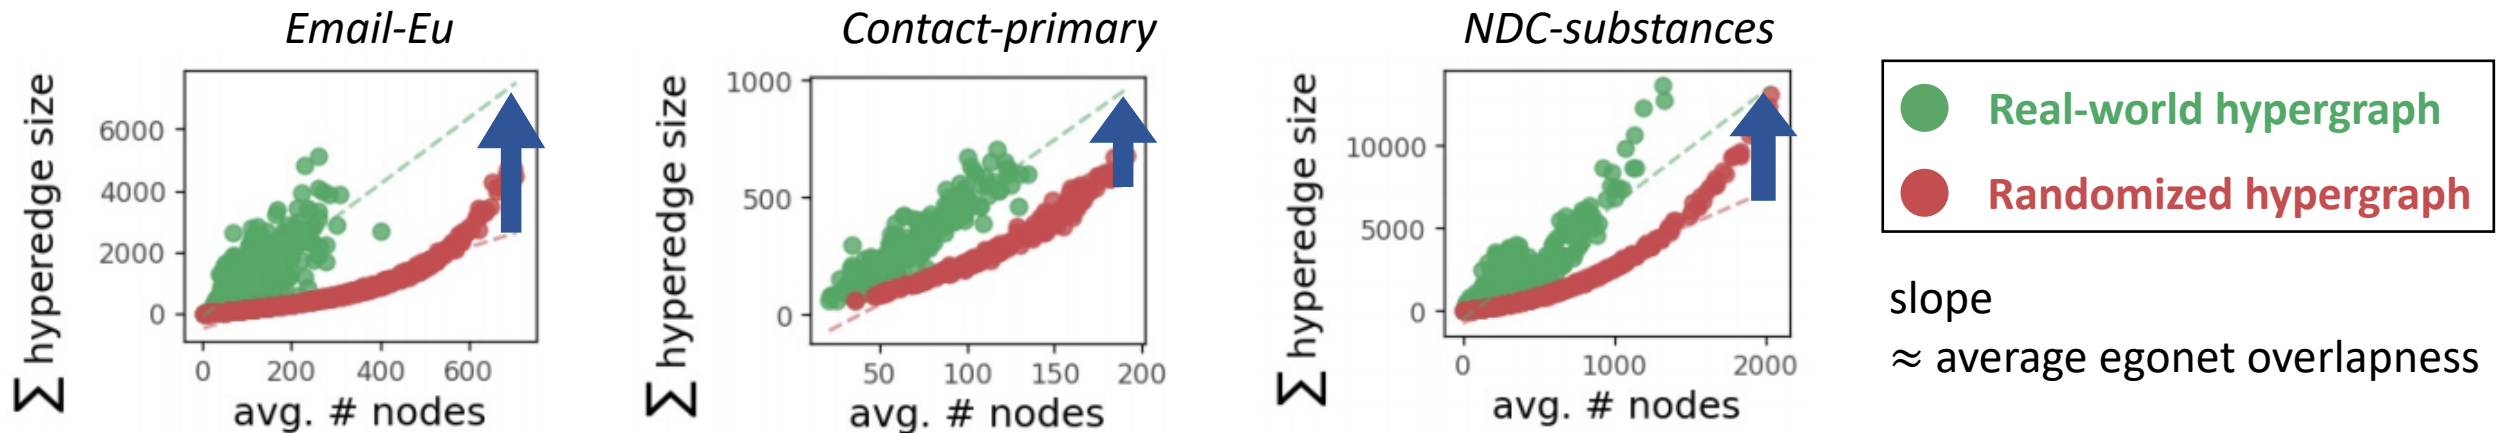 Email-Eu
∑ hyperedge size
6000
4000
2000
0
0 200 400 600
avg. # nodes
Contact-primary
∑ hyperedge size
1000
500
0
50 100 150 200
avg. # nodes
NDC-substances
∑ hyperedge size
10000
5000
0
0 1000 2000
avg. # nodes
Real-world hypergraph
Randomized hypergraph
slope
≈ average egonet overlapness